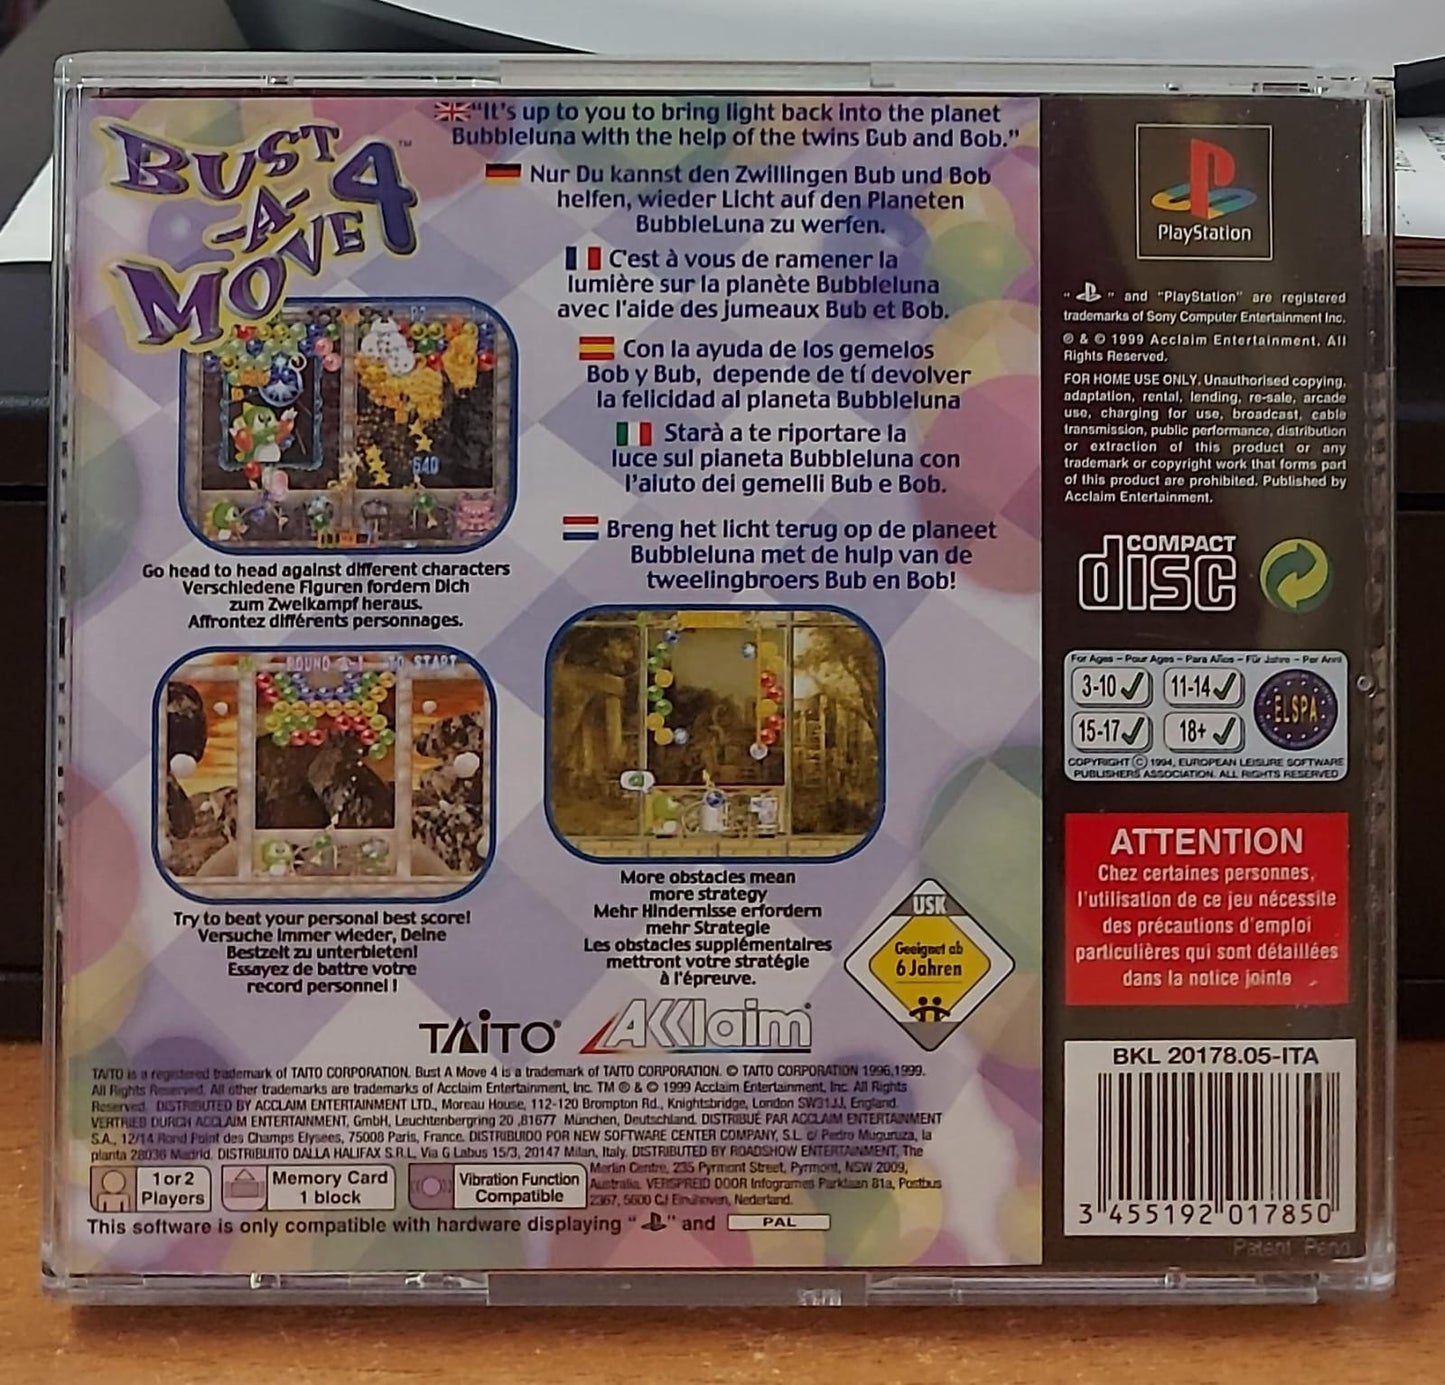 BUST
-A-
MOVE 4™
"It's up to you to bring light back into the planet
Bubbleluna with the help of the twins Bub and Bob."
Nur Du kannst den Zwillingen Bub und Bob
helfen, wieder Licht auf den Planeten
BubbleLuna zu werfen.
C'est à vous de ramener la
lumière sur la planète Bubbleluna
avec l'aide des jumeaux Bub et Bob.
Con la ayuda de los gemelos
Bob y Bub, depende de tí devolver
la felicidad al planeta Bubbleluna
Starà a te riportare la
luce sul pianeta Bubbleluna con
l'aiuto dei gemelli Bub e Bob.
Breng het licht terug op de planeet
Bubbleluna met de hulp van de
tweelingbroers Bub en Bob!
640
Go head to head against different characters
Verschiedene Figuren fordern Dich
zum Zweikampf heraus.
Affrontez différents personnages.
ROUND 1-1 TO START
Try to beat your personal best score!
Versuche immer wieder, Deine
Bestzeit zu unterbieten!
Essayez de battre votre
record personnel !
More obstacles mean
more strategy
Mehr Hindernisse erfordern
mehr Strategie
Les obstacles supplémentaires
mettront votre stratégie
à l'épreuve.
USK
Geeignet ab
6 Jahren
TAITO®
AKKlaim®
TAITO is a registered trademark of TAITO CORPORATION. Bust A Move 4 is a trademark of TAITO CORPORATION. © TAITO CORPORATION 1996,1999.
All Rights Reserved. All other trademarks are trademarks of Acclaim Entertainment, Inc. TM ® & © 1999 Acclaim Entertainment, Inc. All Rights
Reserved. DISTRIBUTED BY ACCLAIM ENTERTAINMENT LTD., Moreau House, 112-120 Brompton Rd., Knightsbridge, London SW31JJ, England.
VERTRIEB DURCH ACCLAIM ENTERTAINMENT, GmbH, Leuchtenbergring 20 ,81677 München, Deutschland. DISTRIBUÉ PAR ACCLAIM ENTERTAINMENT
S.A., 12/14 Rond Point des Champs Elysees, 75008 Paris, France. DISTRIBUIDO POR NEW SOFTWARE CENTER COMPANY, S.L. c/ Pedro Muguruza, la
planta 28036 Madrid. DISTRIBUITO DALLA HALIFAX S.R.L, Via G Labus 15/3, 20147 Milan, Italy. DISTRIBUTED BY ROADSHOW ENTERTAINMENT, The
Merlin Centre, 235 Pyrmont Street, Pyrmont, NSW 2009,
Australia. VERSPREID DOOR Infogrames Parklaan 81a, Postbus
2367, 5600 CJ Eindhoven, Nederland.
1 or 2
Players
Memory Card
1 block
Vibration Function
Compatible
This software is only compatible with hardware displaying " " and PAL
PlayStation
" " and "PlayStation" are registered
trademarks of Sony Computer Entertainment Inc.
℗ & © 1999 Acclaim Entertainment. All
Rights Reserved.
FOR HOME USE ONLY. Unauthorised copying,
adaptation, rental, lending, re-sale, arcade
use, charging for use, broadcast, cable
transmission, public performance, distribution
or extraction of this product or any
trademark or copyright work that forms part
of this product are prohibited. Published by
Acclaim Entertainment.
COMPACT
disc
For Ages - Pour Ages - Para Años - Für Jahre - Per Anni
3-10 11-14
15-17 18+
ELSPA
COPYRIGHT © 1994, EUROPEAN LEISURE SOFTWARE
PUBLISHERS ASSOCIATION. ALL RIGHTS RESERVED
ATTENTION
Chez certaines personnes,
l'utilisation de ce jeu nécessite
des précautions d'emploi
particulières qui sont détaillées
dans la notice jointe
BKL 20178.05-ITA
3 455192 017850
Patent Pend